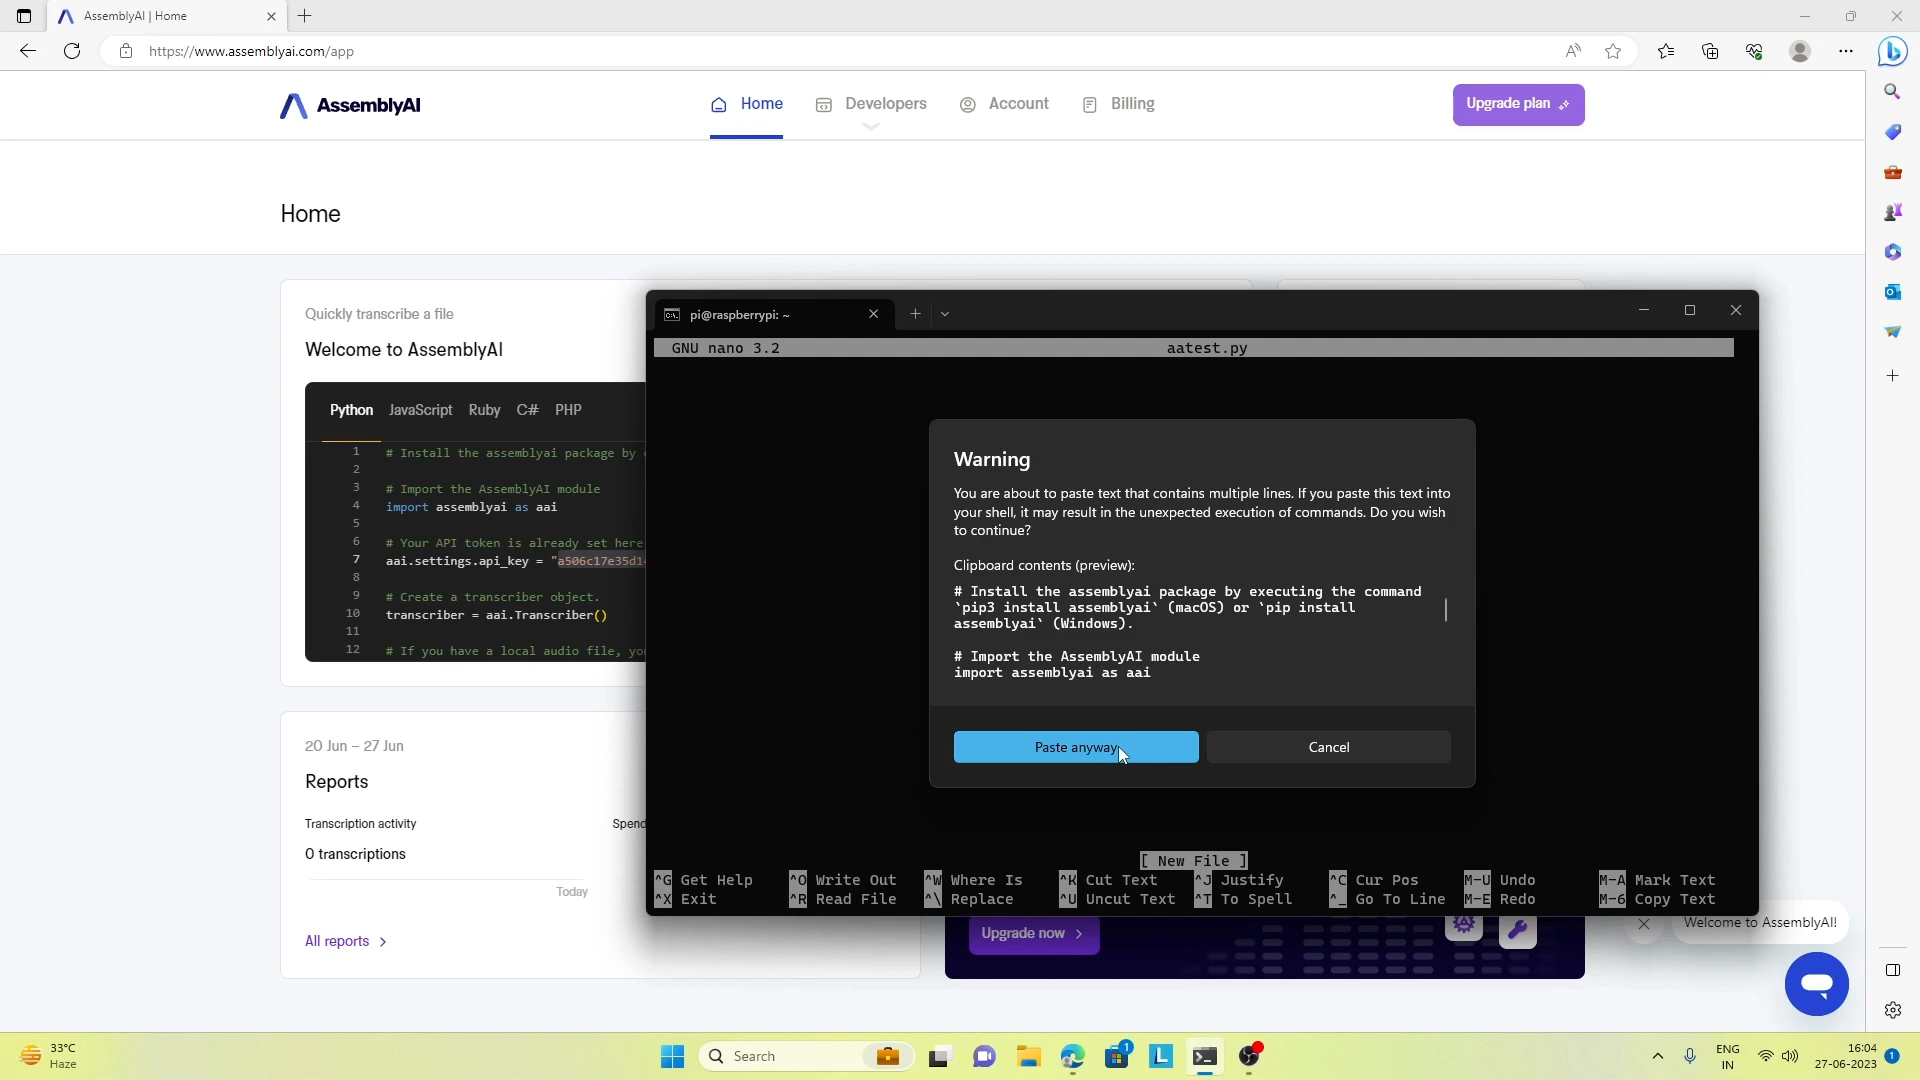 AssemblyAI | Home
https://www.assemblyai.com/app
AssemblyAI
Home
Developers
Account
Billing
Upgrade plan
Home
Quickly transcribe a file
Welcome to AssemblyAI
Python JavaScript Ruby C# PHP
1 # Install the assemblyai package by
2
3 # Import the AssemblyAI module
4 import assemblyai as aai
5
6 # Your API token is already set here
7 aai.settings.api_key = "a506c17e35d14
8
9 # Create a transcriber object.
10 transcriber = aai.Transcriber()
11
12 # If you have a local audio file, yo
20 Jun – 27 Jun
Reports
Transcription activity
Spend
0 transcriptions
Today
All reports
pi@raspberrypi: ~
GNU nano 3.2 aatest.py
Warning
You are about to paste text that contains multiple lines. If you paste this text into
your shell, it may result in the unexpected execution of commands. Do you wish
to continue?
Clipboard contents (preview):
# Install the assemblyai package by executing the command
`pip3 install assemblyai` (macOS) or `pip install
assemblyai` (Windows).
# Import the AssemblyAI module
import assemblyai as aai
Paste anyway
Cancel
[ New File ]
^G Get Help ^O Write Out ^W Where Is ^K Cut Text ^J Justify ^C Cur Pos M-U Undo M-A Mark Text
^X Exit ^R Read File ^\ Replace ^U Uncut Text ^T To Spell ^_ Go To Line M-E Redo M-6 Copy Text
Upgrade now
Welcome to AssemblyAI!
33°C
Haze
Search
1
L
ENG
IN
16:04
27-06-2023
1